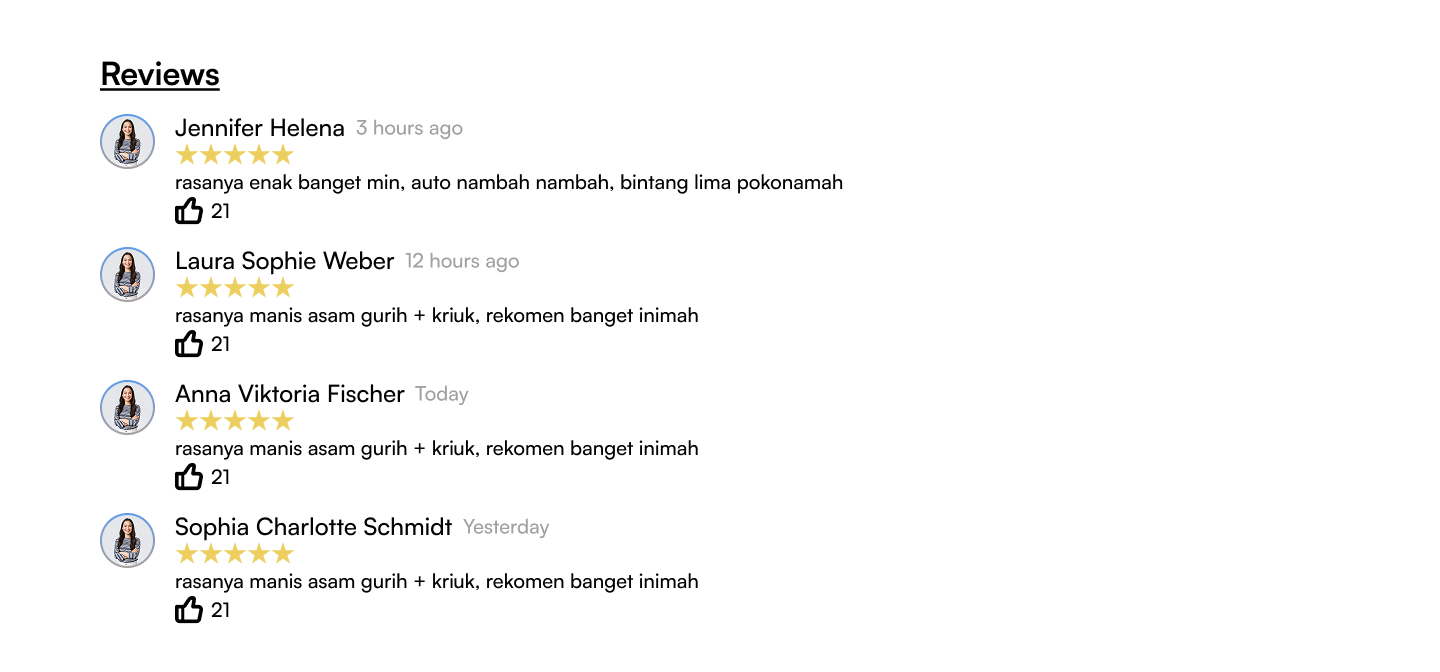 Reviews
Jennifer Helena 3 hours ago
rasanya enak banget min, auto nambah nambah, bintang lima pokonamah
21
Laura Sophie Weber 12 hours ago
rasanya manis asam gurih + kriuk, rekomen banget inimah
21
Anna Viktoria Fischer Today
rasanya manis asam gurih + kriuk, rekomen banget inimah
21
Sophia Charlotte Schmidt Yesterday
rasanya manis asam gurih + kriuk, rekomen banget inimah
21